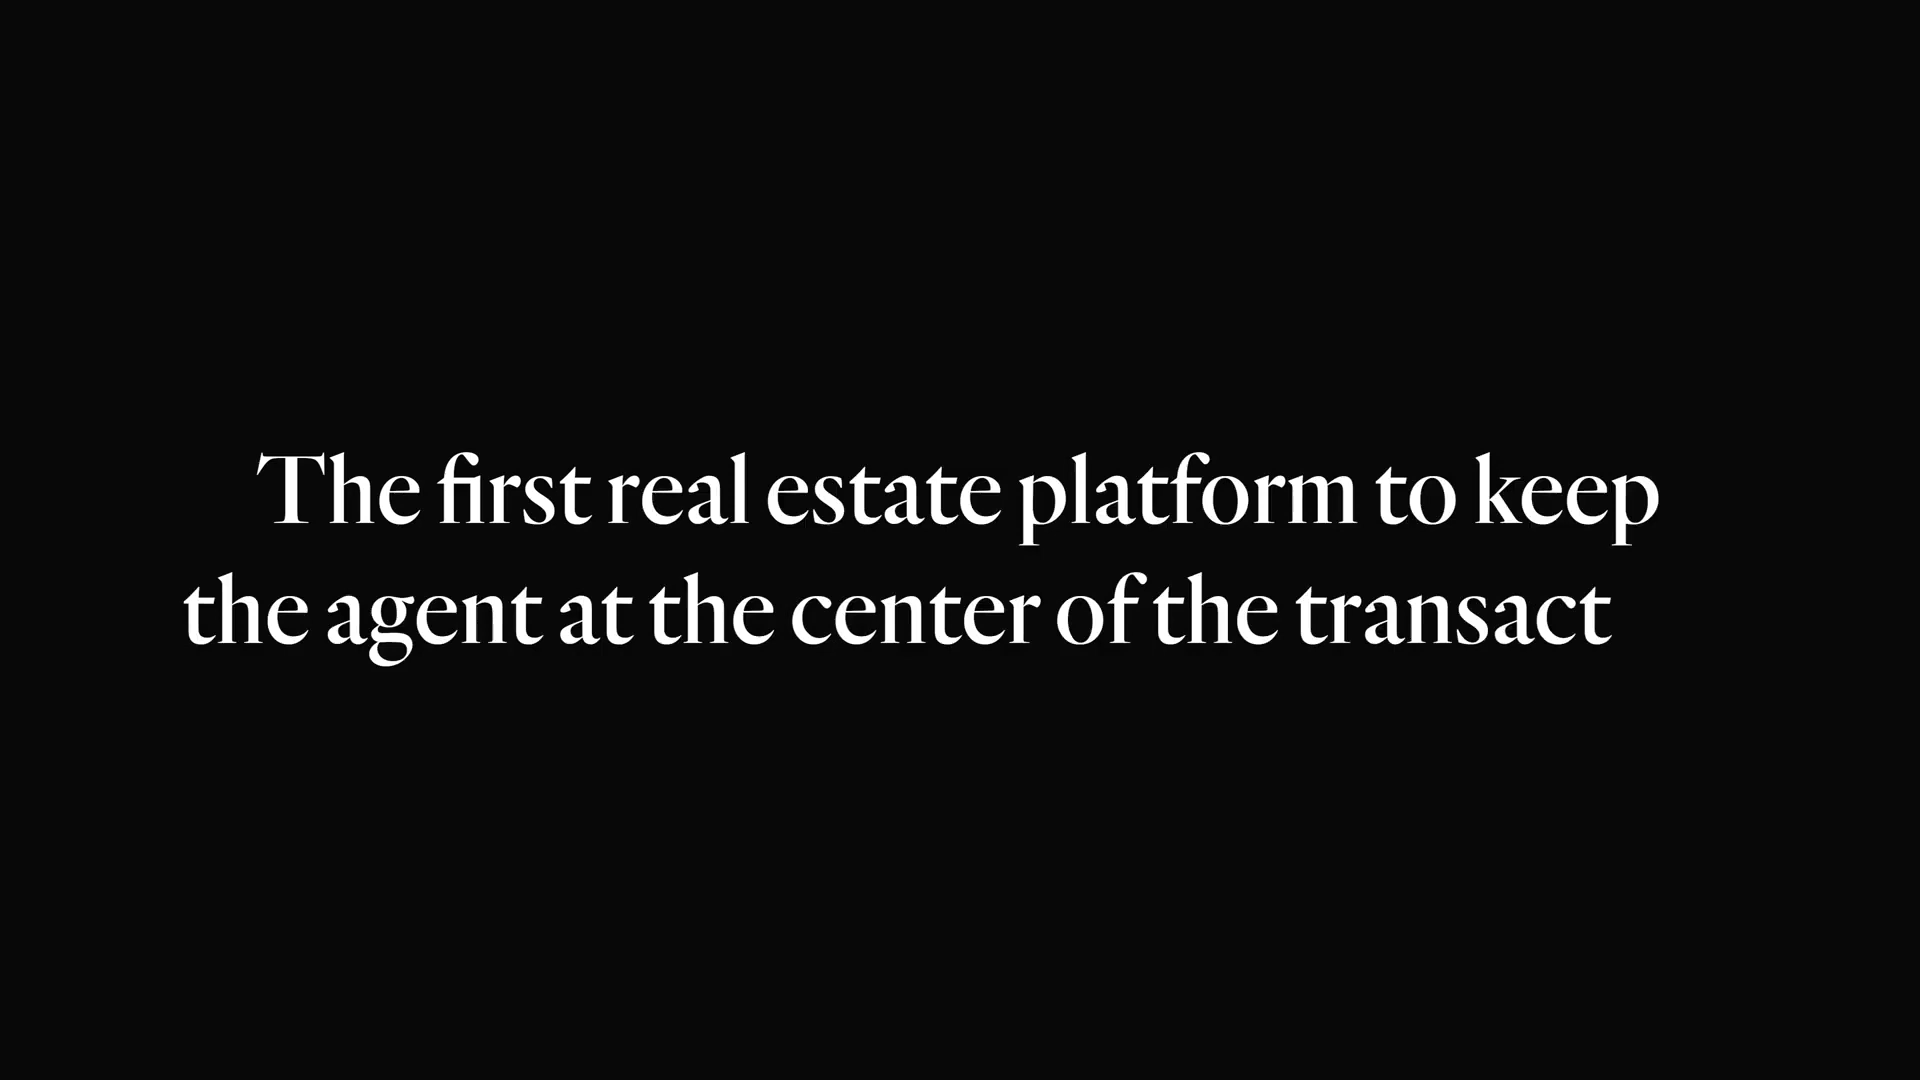 The first real estate platform to keep
the agent at the center of the transact